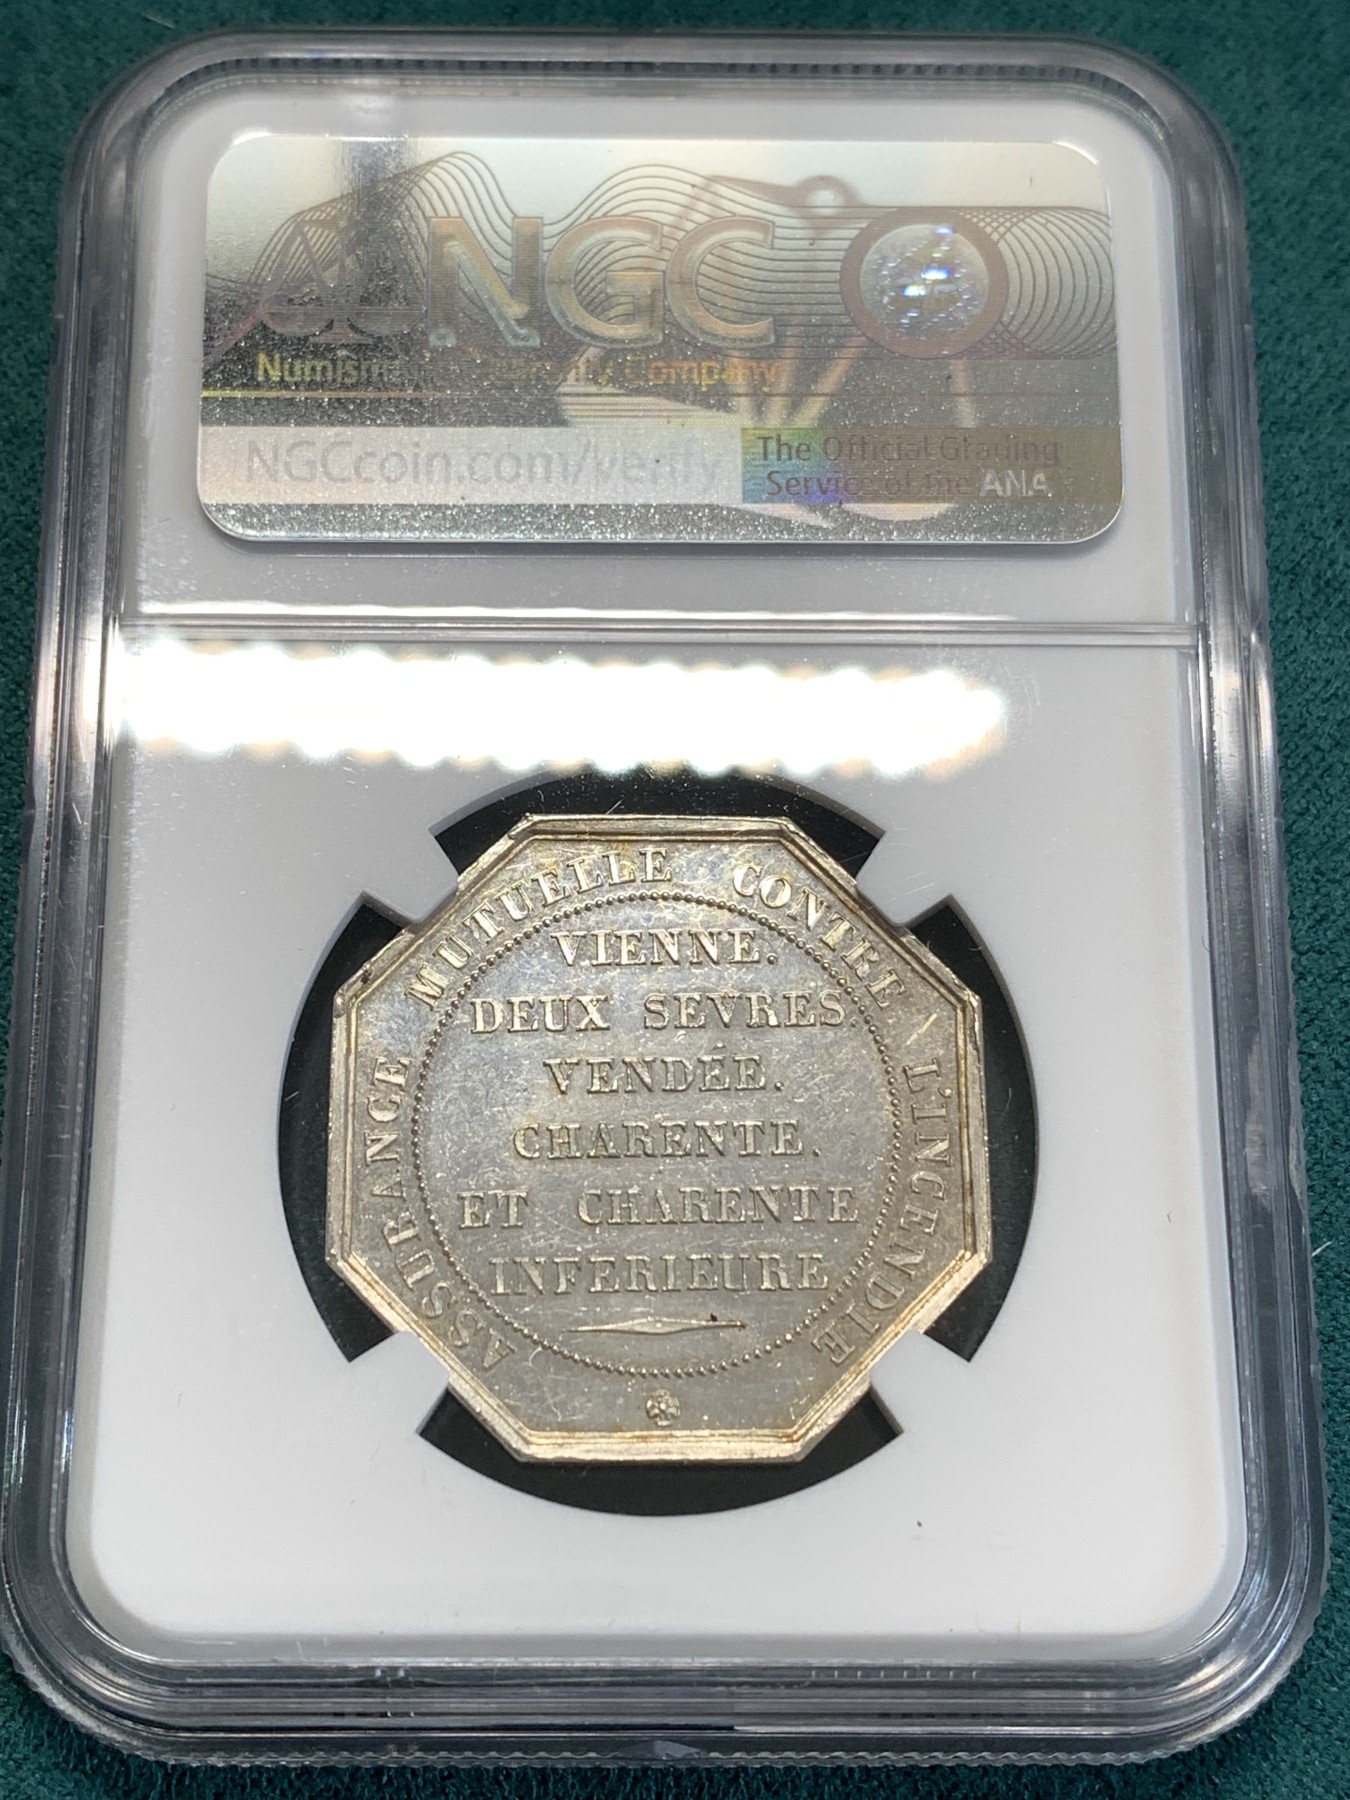 NGC
Numismatic Guaranty Company
NGCcoin.com/verify
The Official Grading
Service of the ANA
ASSURANCE MUTUELLE CONTRE L'INCENDIE
VIENNE.
DEUX SEVRES.
VENDÉE.
CHARENTE.
ET CHARENTE
INFERIEURE